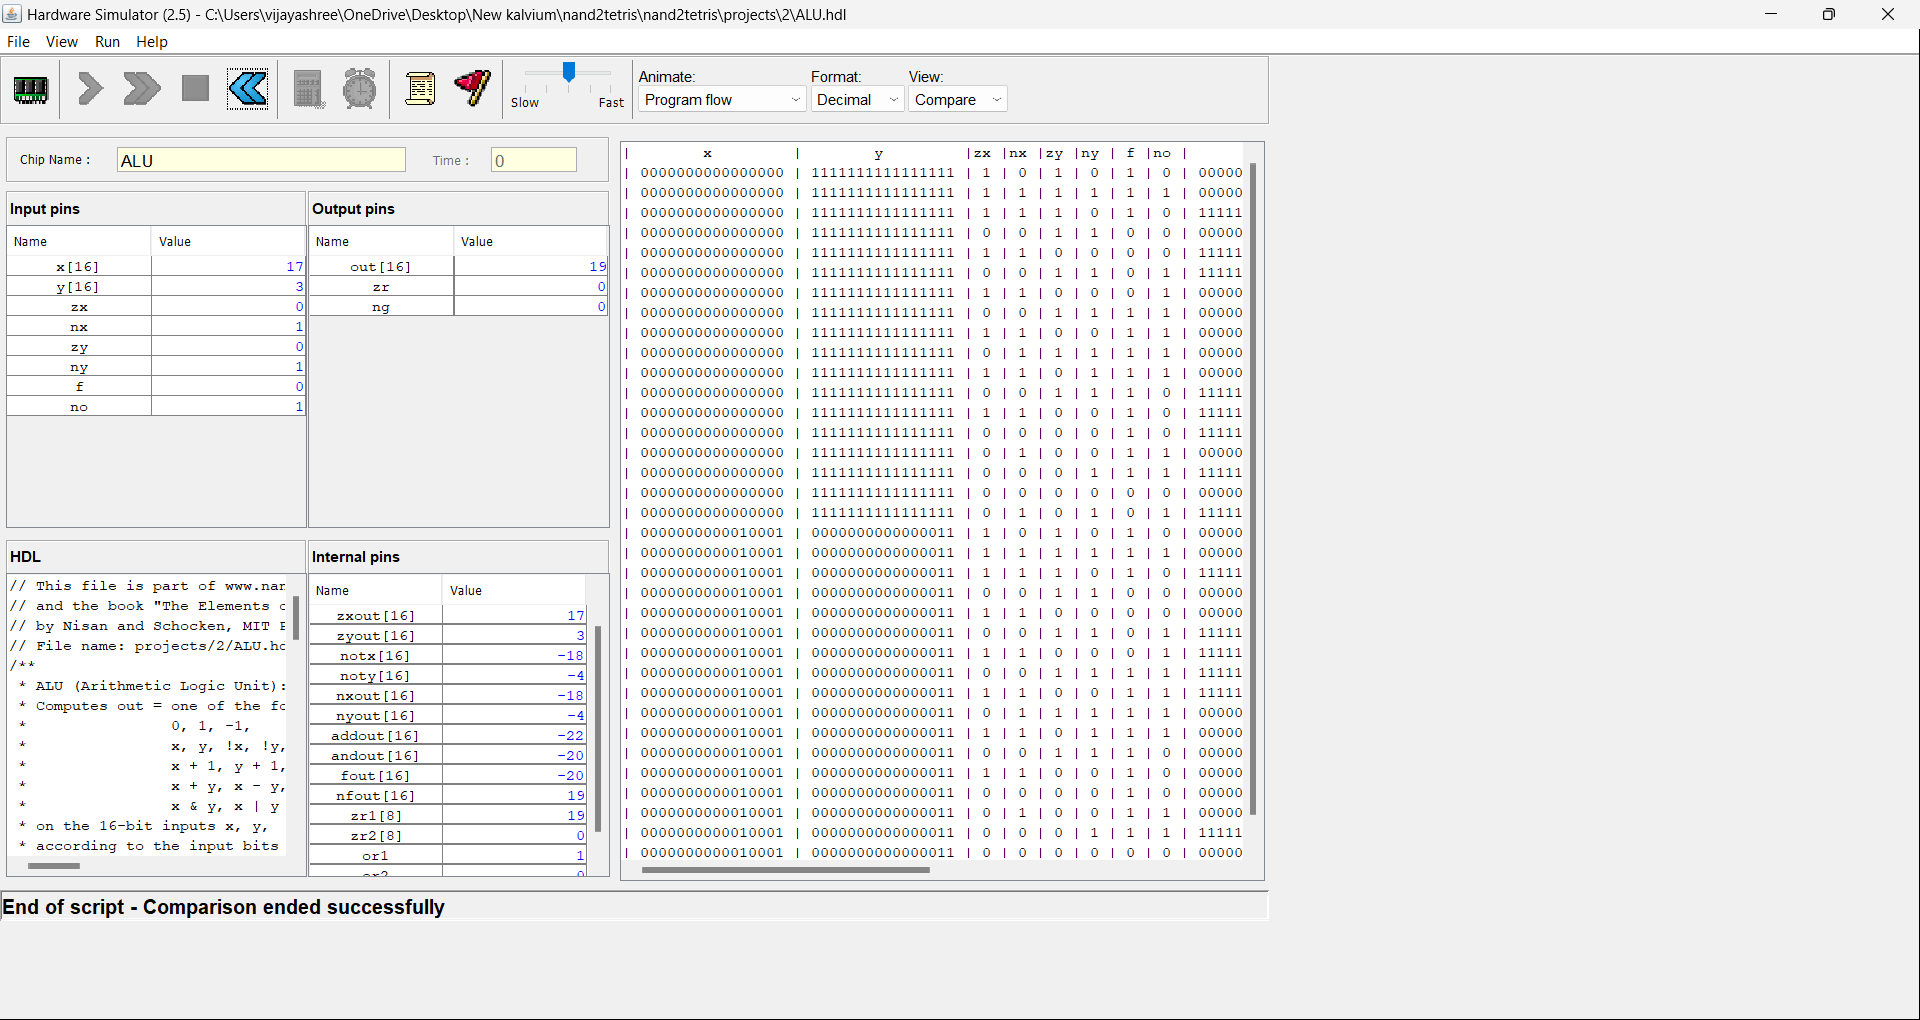 Hardware Simulator (2.5) - C:\Users\vijayashree\OneDrive\Desktop\New kalvium\nand2tetris\nand2tetris\projects\2\ALU.hdl
File View Run Help
Slow Fast
Animate: Format: View:
Program flow Decimal Compare
Chip Name : ALU Time : 0
Input pins
Name Value
x[16] 17
y[16] 3
zx 0
nx 1
zy 0
ny 1
f 0
no 1
Output pins
Name Value
out[16] 19
zr 0
ng 0
HDL
// This file is part of www.nan
// and the book "The Elements o
// by Nisan and Schocken, MIT P
// File name: projects/2/ALU.hd
/**
* ALU (Arithmetic Logic Unit):
* Computes out = one of the fo
* 0, 1, -1,
* x, y, !x, !y,
* x + 1, y + 1,
* x + y, x - y,
* x & y, x | y
* on the 16-bit inputs x, y,
* according to the input bits
Internal pins
Name Value
zxout[16] 17
zyout[16] 3
notx[16] -18
noty[16] -4
nxout[16] -18
nyout[16] -4
addout[16] -22
andout[16] -20
fout[16] -20
nfout[16] 19
zr1[8] 19
zr2[8] 0
or1 1
or2 0
| x | y |zx |nx |zy |ny | f |no |
| 0000000000000000 | 1111111111111111 | 1 | 0 | 1 | 0 | 1 | 0 | 00000
| 0000000000000000 | 1111111111111111 | 1 | 1 | 1 | 1 | 1 | 1 | 00000
| 0000000000000000 | 1111111111111111 | 1 | 1 | 1 | 0 | 1 | 0 | 11111
| 0000000000000000 | 1111111111111111 | 0 | 0 | 1 | 1 | 0 | 0 | 00000
| 0000000000000000 | 1111111111111111 | 1 | 1 | 0 | 0 | 0 | 0 | 11111
| 0000000000000000 | 1111111111111111 | 0 | 0 | 1 | 1 | 0 | 1 | 11111
| 0000000000000000 | 1111111111111111 | 1 | 1 | 0 | 0 | 0 | 1 | 00000
| 0000000000000000 | 1111111111111111 | 0 | 0 | 1 | 1 | 1 | 1 | 00000
| 0000000000000000 | 1111111111111111 | 1 | 1 | 0 | 0 | 1 | 1 | 00000
| 0000000000000000 | 1111111111111111 | 0 | 1 | 1 | 1 | 1 | 1 | 00000
| 0000000000000000 | 1111111111111111 | 1 | 1 | 0 | 1 | 1 | 1 | 00000
| 0000000000000000 | 1111111111111111 | 0 | 0 | 1 | 1 | 1 | 0 | 11111
| 0000000000000000 | 1111111111111111 | 1 | 1 | 0 | 0 | 1 | 0 | 11111
| 0000000000000000 | 1111111111111111 | 0 | 0 | 0 | 0 | 1 | 0 | 11111
| 0000000000000000 | 1111111111111111 | 0 | 1 | 0 | 0 | 1 | 1 | 00000
| 0000000000000000 | 1111111111111111 | 0 | 0 | 0 | 1 | 1 | 1 | 11111
| 0000000000000000 | 1111111111111111 | 0 | 0 | 0 | 0 | 0 | 0 | 00000
| 0000000000000000 | 1111111111111111 | 0 | 1 | 0 | 1 | 0 | 1 | 11111
| 0000000000010001 | 0000000000000011 | 1 | 0 | 1 | 0 | 1 | 0 | 00000
| 0000000000010001 | 0000000000000011 | 1 | 1 | 1 | 1 | 1 | 1 | 00000
| 0000000000010001 | 0000000000000011 | 1 | 1 | 1 | 0 | 1 | 0 | 11111
| 0000000000010001 | 0000000000000011 | 0 | 0 | 1 | 1 | 0 | 0 | 00000
| 0000000000010001 | 0000000000000011 | 1 | 1 | 0 | 0 | 0 | 0 | 00000
| 0000000000010001 | 0000000000000011 | 0 | 0 | 1 | 1 | 0 | 1 | 11111
| 0000000000010001 | 0000000000000011 | 1 | 1 | 0 | 0 | 0 | 1 | 11111
| 0000000000010001 | 0000000000000011 | 0 | 0 | 1 | 1 | 1 | 1 | 11111
| 0000000000010001 | 0000000000000011 | 1 | 1 | 0 | 0 | 1 | 1 | 11111
| 0000000000010001 | 0000000000000011 | 0 | 1 | 1 | 1 | 1 | 1 | 00000
| 0000000000010001 | 0000000000000011 | 1 | 1 | 0 | 1 | 1 | 1 | 00000
| 0000000000010001 | 0000000000000011 | 0 | 0 | 1 | 1 | 1 | 0 | 00000
| 0000000000010001 | 0000000000000011 | 1 | 1 | 0 | 0 | 1 | 0 | 00000
| 0000000000010001 | 0000000000000011 | 0 | 0 | 0 | 0 | 1 | 0 | 00000
| 0000000000010001 | 0000000000000011 | 0 | 1 | 0 | 0 | 1 | 1 | 00000
| 0000000000010001 | 0000000000000011 | 0 | 0 | 0 | 1 | 1 | 1 | 11111
| 0000000000010001 | 0000000000000011 | 0 | 0 | 0 | 0 | 0 | 0 | 00000
End of script - Comparison ended successfully